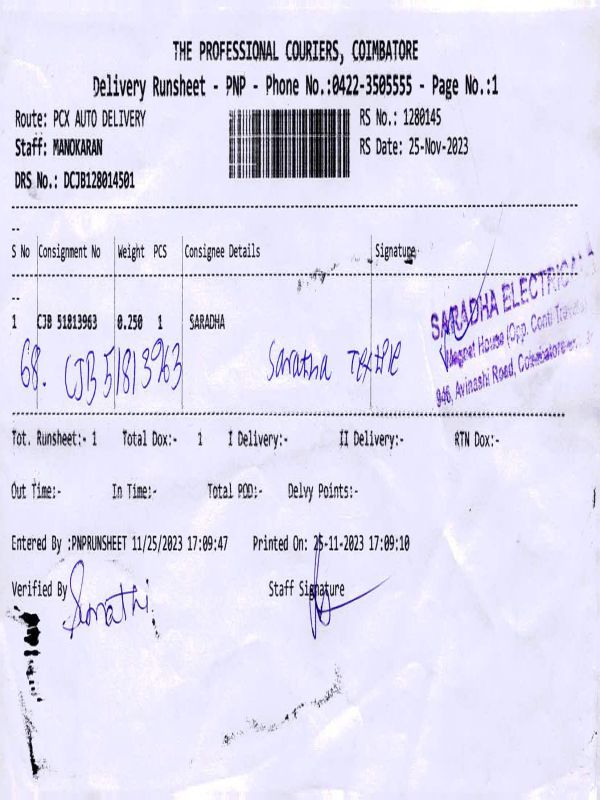 THE PROFESSIONAL COURIERS, COIMBATORE
Delivery Runsheet - PNP - Phone No.:0422-3505555 - Page No.:1
Route: PCX AUTO DELIVERY
RS No.: 1280145
Staff: MANOKARAN
RS Date: 25-Nov-2023
DRS No.: DCJB128014501
S No Consignment No Weight PCS Consignee Details Signature
1 CJB 51813963 0.250 1 SARADHA
SARADHA ELECTRICALS
House (Opp. Conti
946, Avinashi Road, Coimbatore
68. CJB 51813963 Saratha Textile
Tot. Runsheet:- 1 Total Dox:- 1 I Delivery:- II Delivery:- RTN Dox:-
Out Time:- In Time:- Total POD:- Delvy Points:-
Entered By :PNPRUNSHEET 11/25/2023 17:09:47 Printed On: 25-11-2023 17:09:10
Verified By Staff Signature